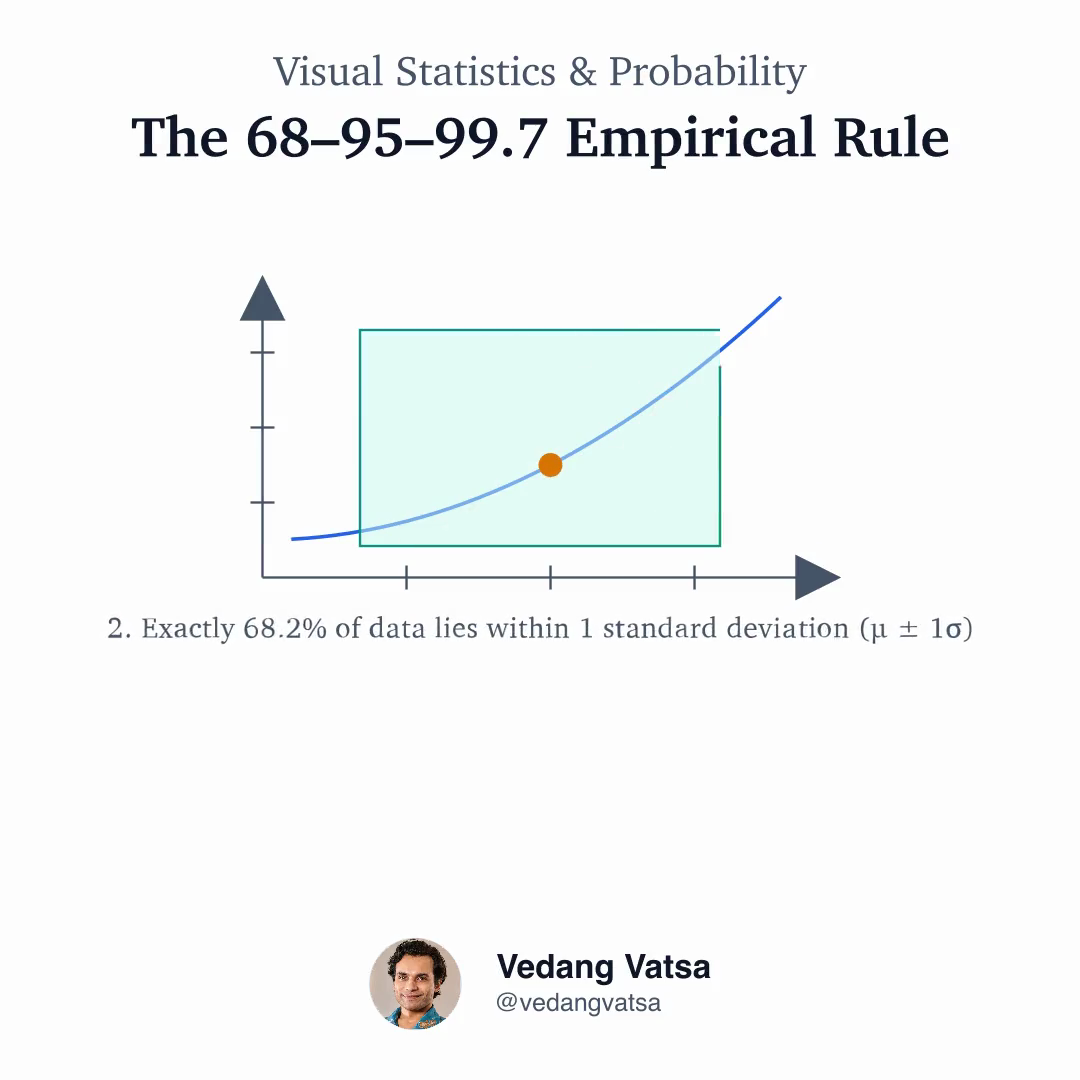 Visual Statistics & Probability
The 68–95–99.7 Empirical Rule
2. Exactly 68.2% of data lies within 1 standard deviation (μ ± 1σ)
Vedang Vatsa
@vedangvatsa